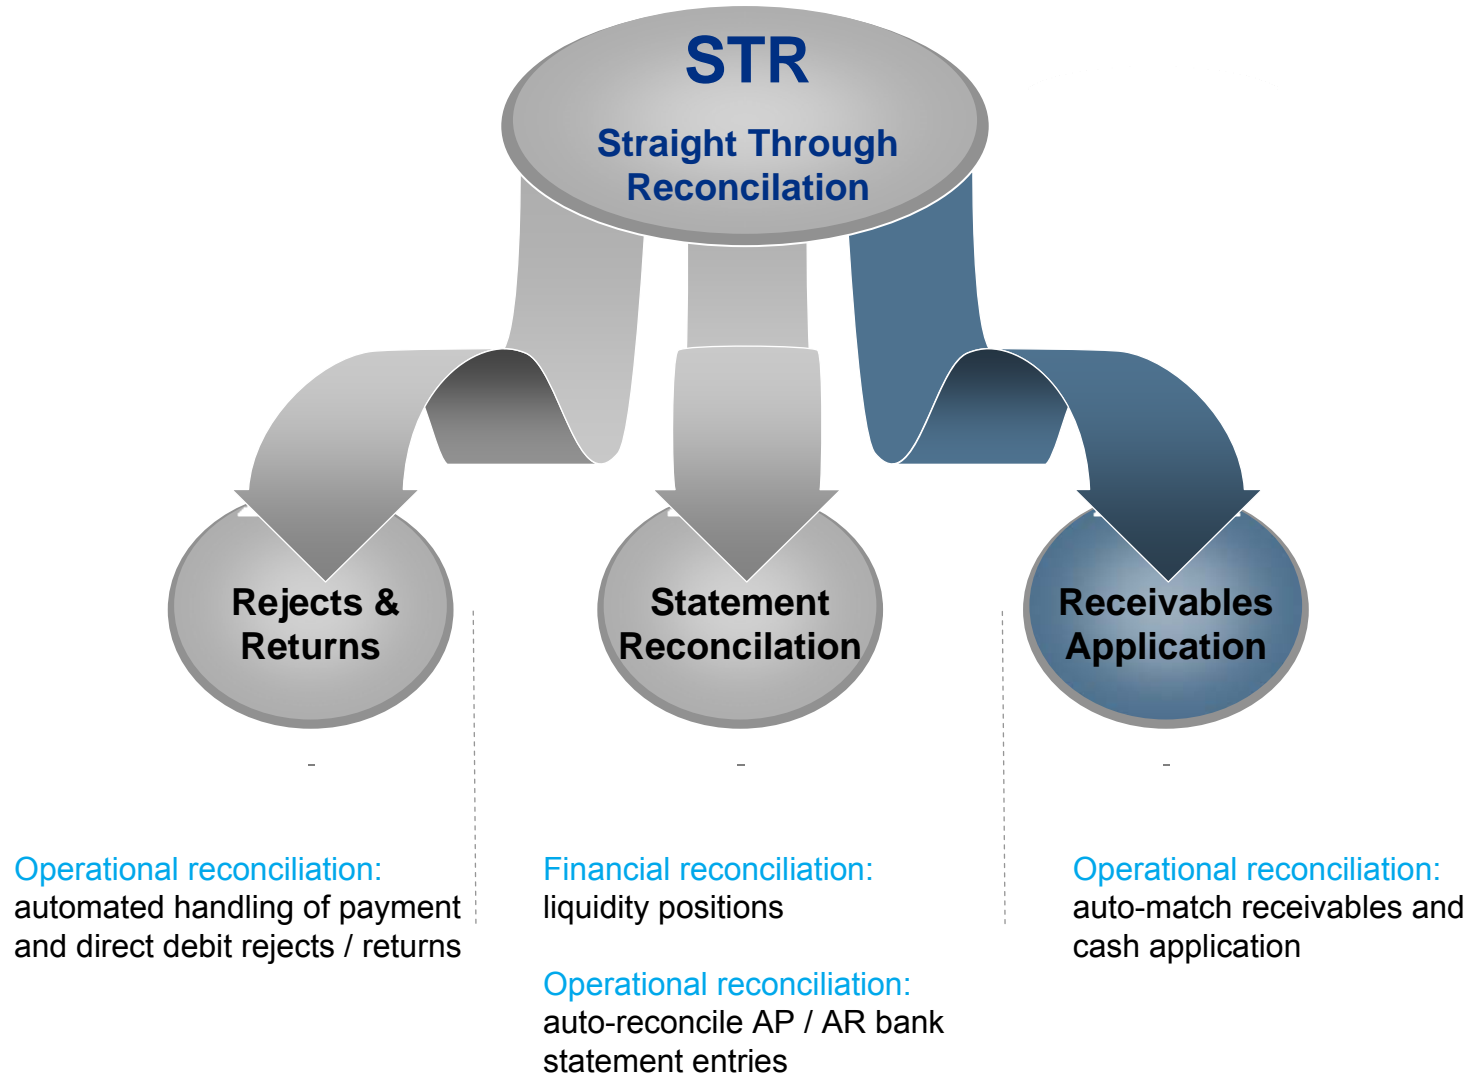 STR
Straight Through
Reconcilation
Rejects &
Returns
Statement
Reconcilation
Receivables
Application
-
-
-
Operational reconciliation:
automated handling of payment
and direct debit rejects / returns
Financial reconciliation:
liquidity positions
Operational reconciliation:
auto-reconcile AP / AR bank
statement entries
Operational reconciliation:
auto-match receivables and
cash application